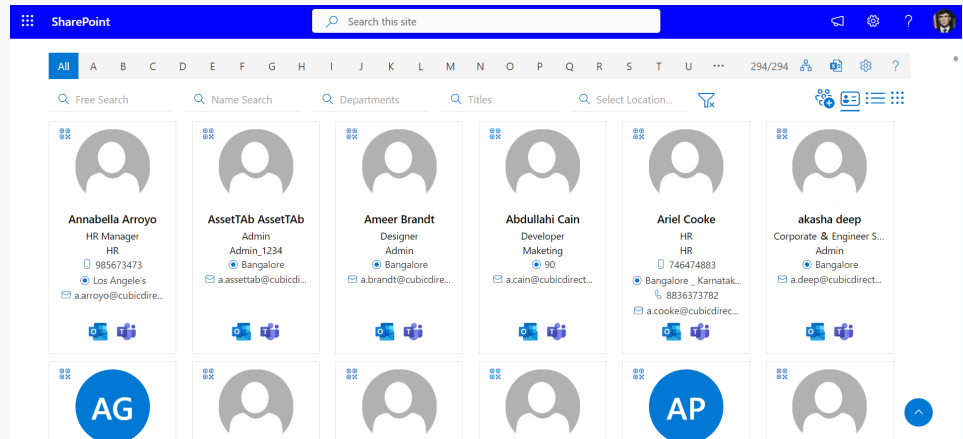 SharePoint
Search this site
?
All A B C D E F G H I J K L M N O P Q R S T U ... 294/294 ?
Free Search Name Search Departments Titles Select Location...
Annabella Arroyo
HR Manager
HR
985673473
Los Angele's
a.arroyo@cubicdire...
AssetTAb AssetTAb
Admin
Admin_1234
Bangalore
a.assettab@cubicdi...
Ameer Brandt
Designer
Admin
Bangalore
a.brandt@cubicdire...
Abdullahi Cain
Developer
Maketing
90
a.cain@cubicdirect...
Ariel Cooke
HR
HR
746474883
Bangalore _ Karnatak...
8836373782
a.cooke@cubicdirec...
akasha deep
Corporate & Engineer S...
Admin
Bangalore
a.deep@cubicdirect...
AG
AP